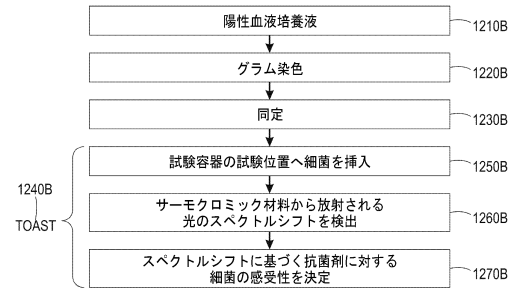 陽性血液培養液
1210B
グラム染色
1220B
同定
1230B
試験容器の試験位置へ細菌を挿入
1250B
1240B
TOAST
サーモクロミック材料から放射される
光のスペクトルシフトを検出
1260B
スペクトルシフトに基づく抗菌剤に対する
細菌の感受性を決定
1270B